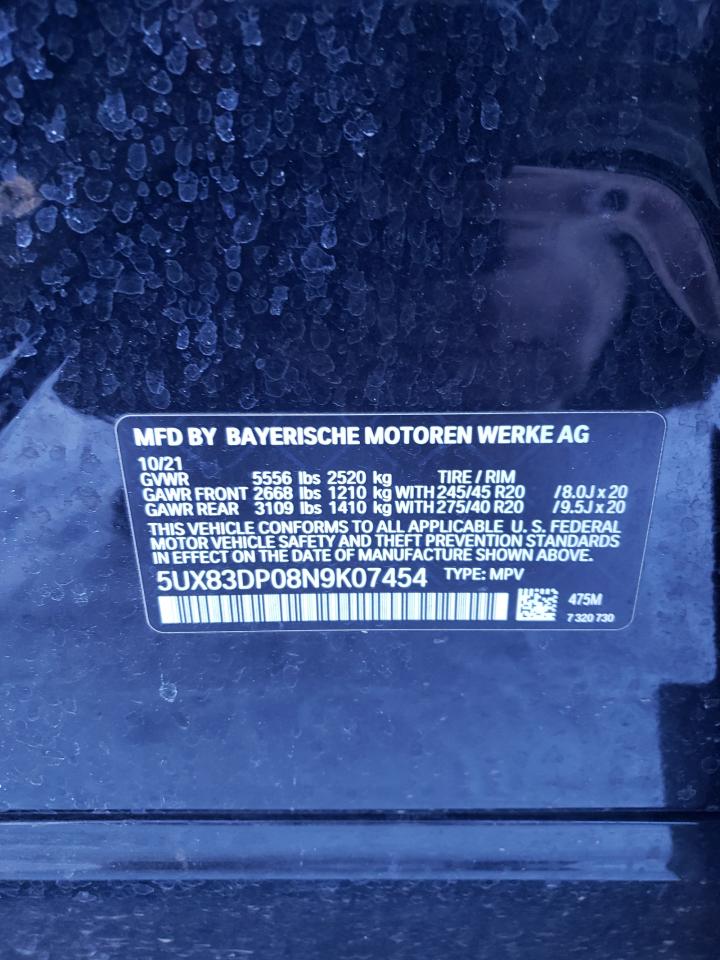 MFD BY BAYERISCHE MOTOREN WERKE AG
10/21
GVWR 5556 lbs 2520 kg TIRE / RIM
GAWR FRONT 2668 lbs 1210 kg WITH 245/45 R20 / 8.0J x 20
GAWR REAR 3109 lbs 1410 kg WITH 275/40 R20 / 9.5J x 20
THIS VEHICLE CONFORMS TO ALL APPLICABLE U. S. FEDERAL
MOTOR VEHICLE SAFETY AND THEFT PREVENTION STANDARDS
IN EFFECT ON THE DATE OF MANUFACTURE SHOWN ABOVE.
5UX83DP08N9K07454 TYPE: MPV
475M
7 320 730